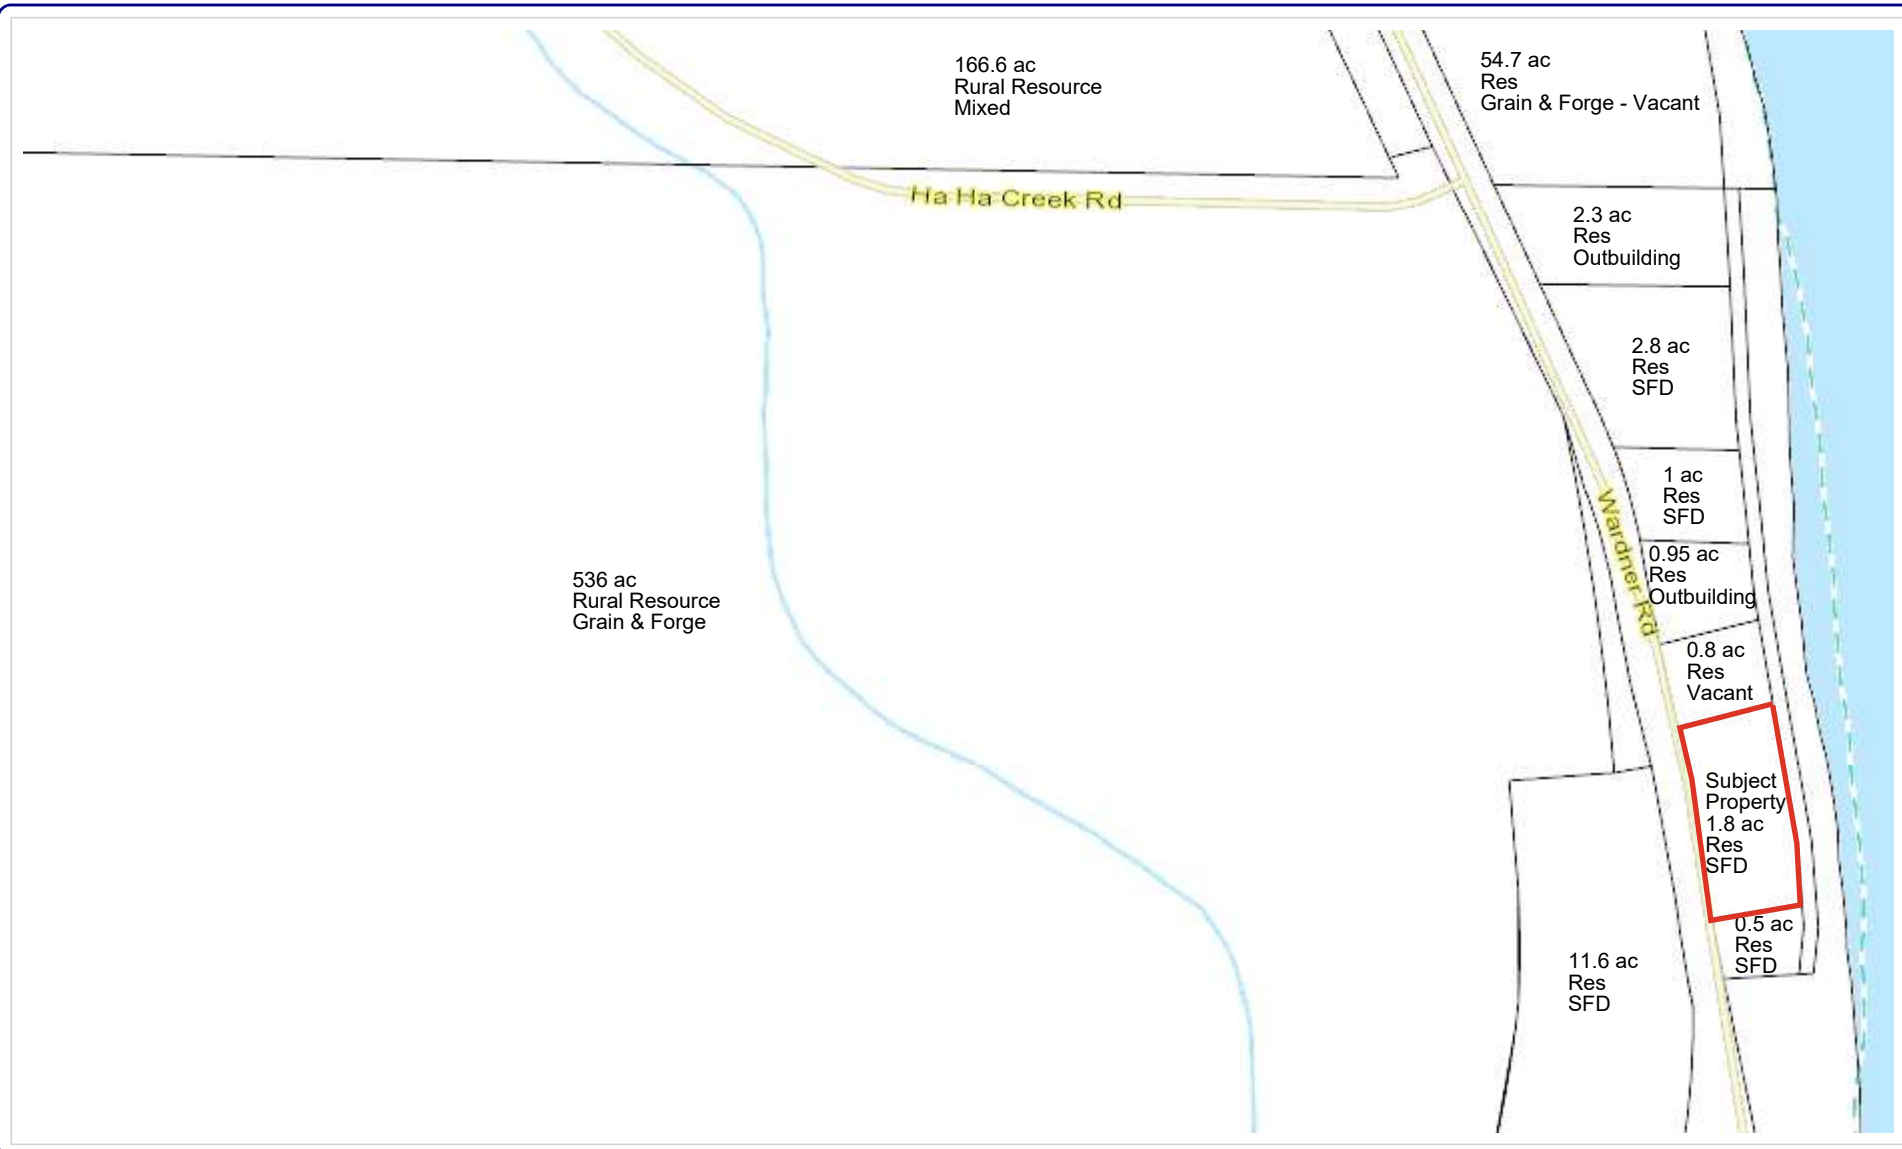 166.6 ac
Rural Resource
Mixed
54.7 ac
Res
Grain & Forge - Vacant
Ha Ha Creek Rd
2.3 ac
Res
Outbuilding
2.8 ac
Res
SFD
1 ac
Res
SFD
Wardner Rd
0.95 ac
Res
Outbuilding
536 ac
Rural Resource
Grain & Forge
0.8 ac
Res
Vacant
Subject
Property
1.8 ac
Res
SFD
0.5 ac
Res
SFD
11.6 ac
Res
SFD